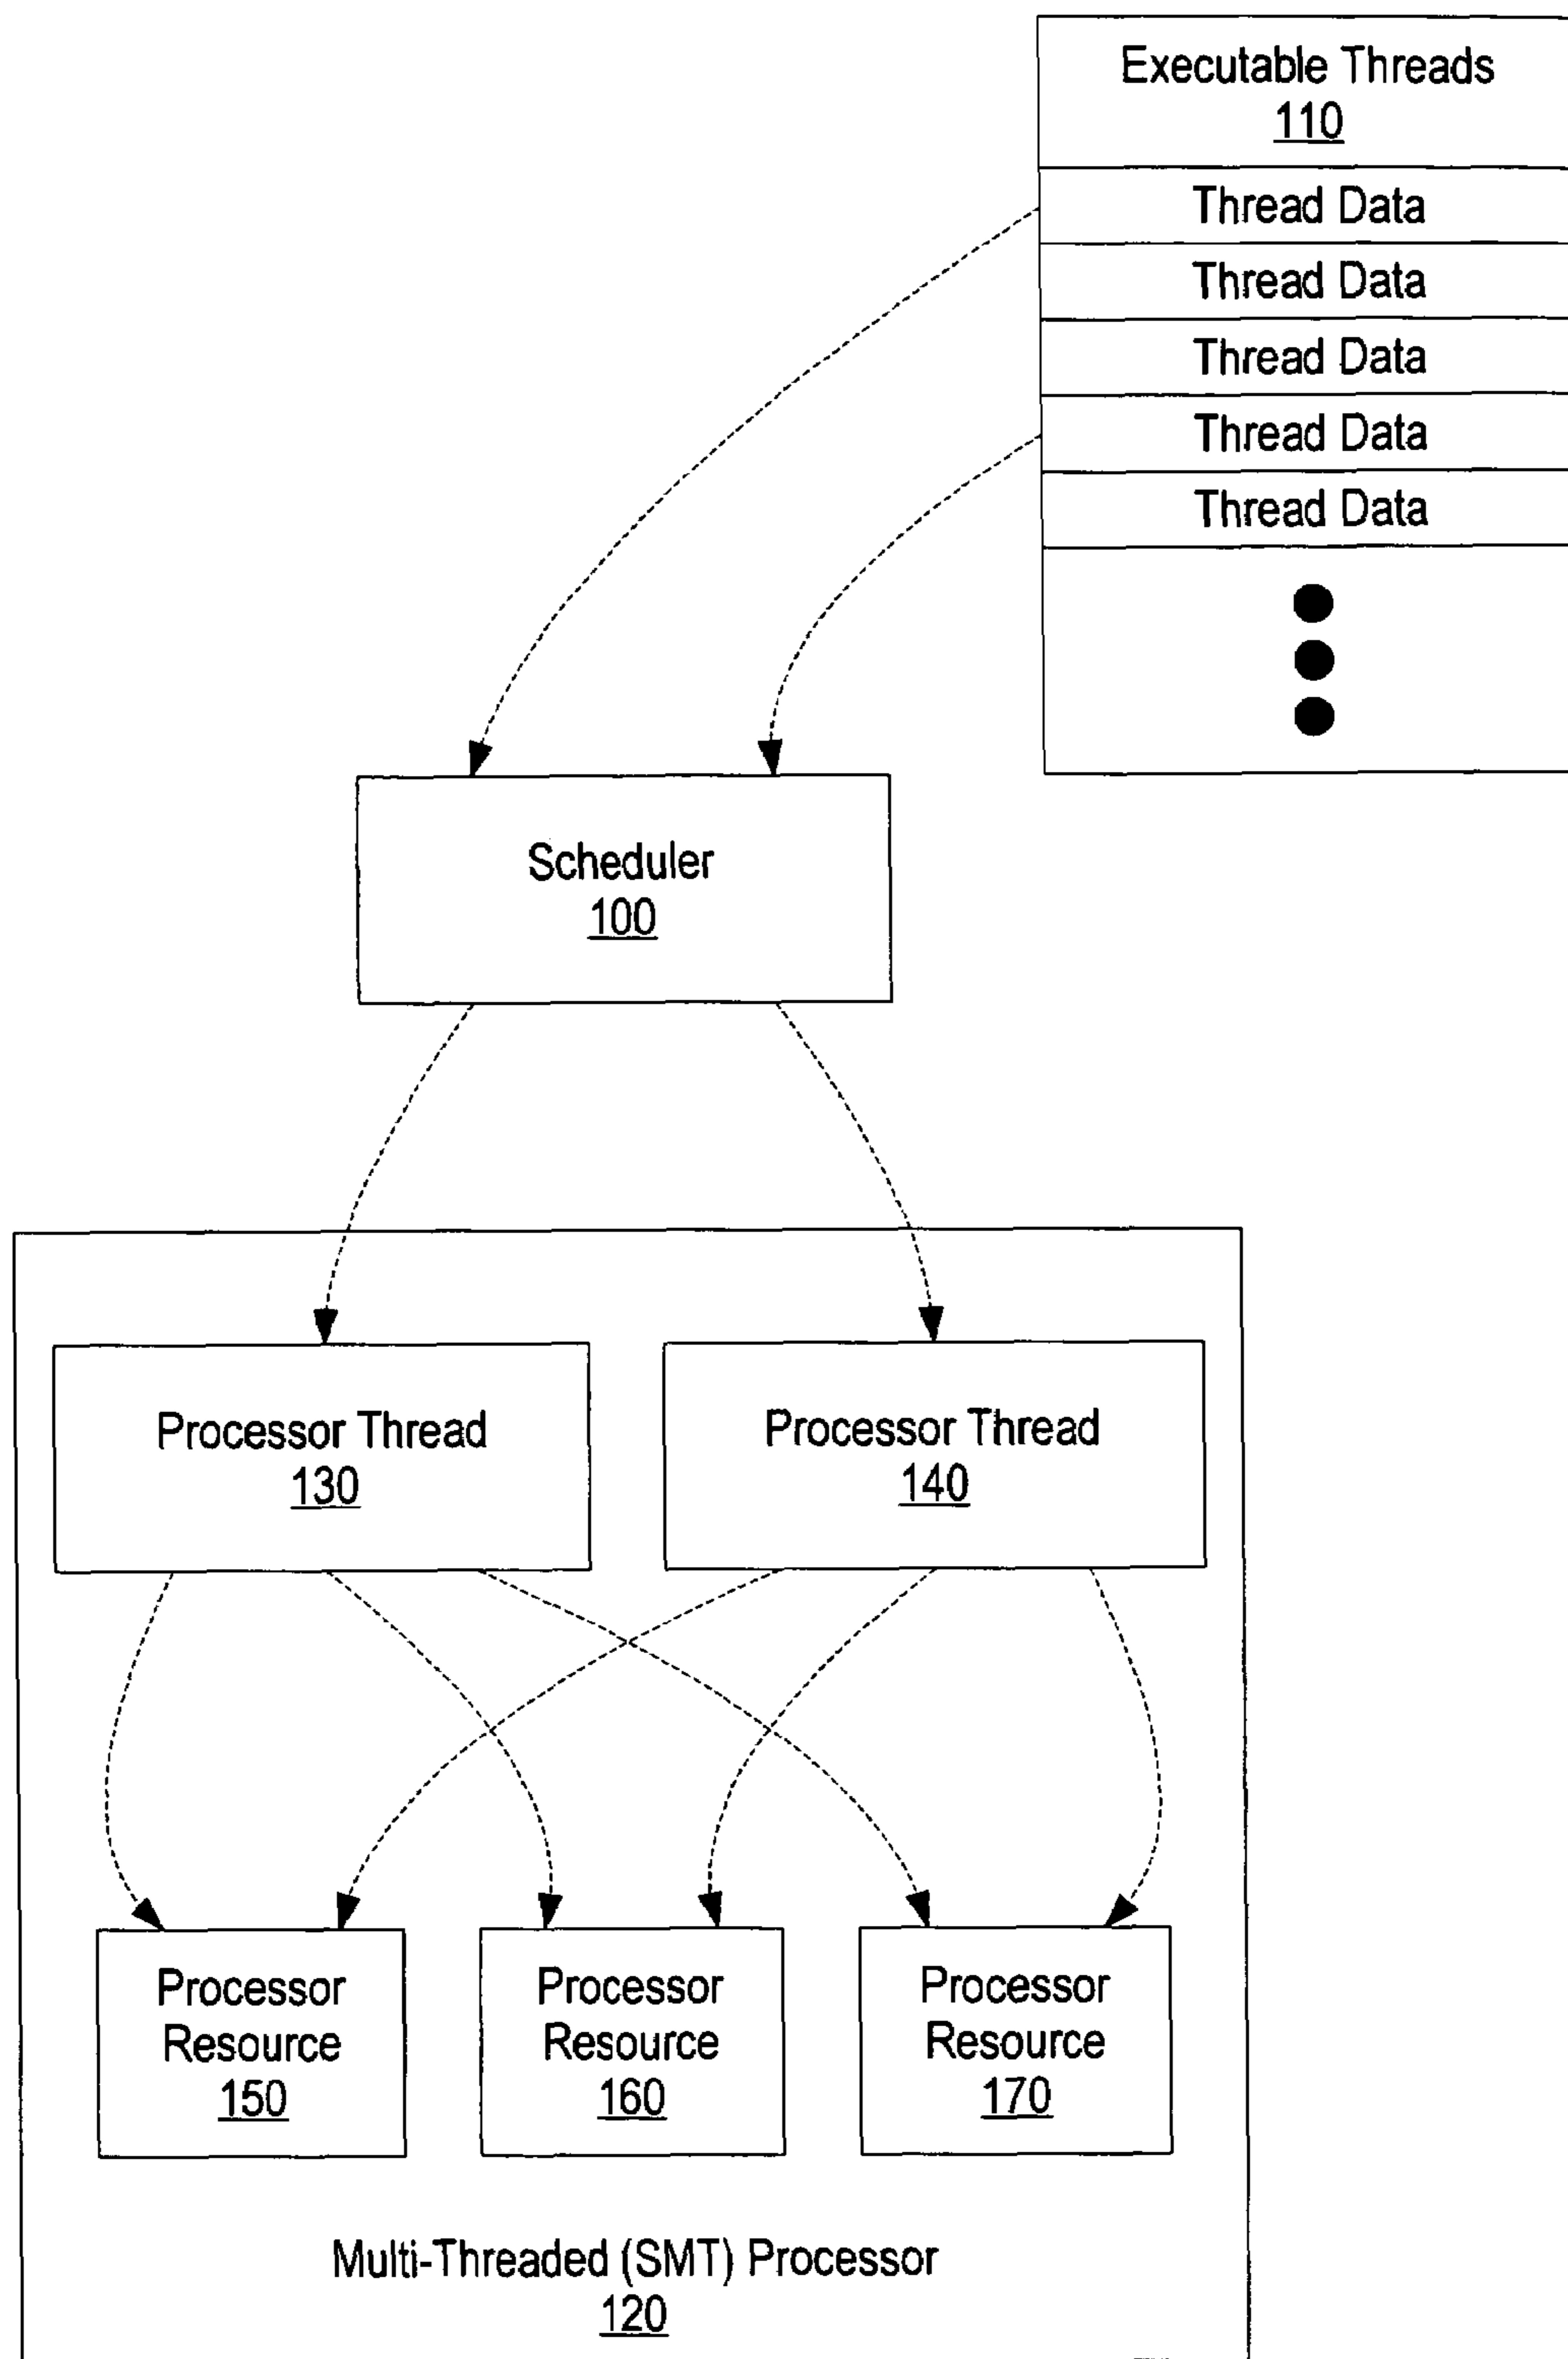 Executable Threads
110
Thread Data
Thread Data
Thread Data
Thread Data
Thread Data
Scheduler
100
Processor Thread
130
Processor Thread
140
Processor
Resource
150
Processor
Resource
160
Processor
Resource
170
Multi-Threaded (SMT) Processor
120